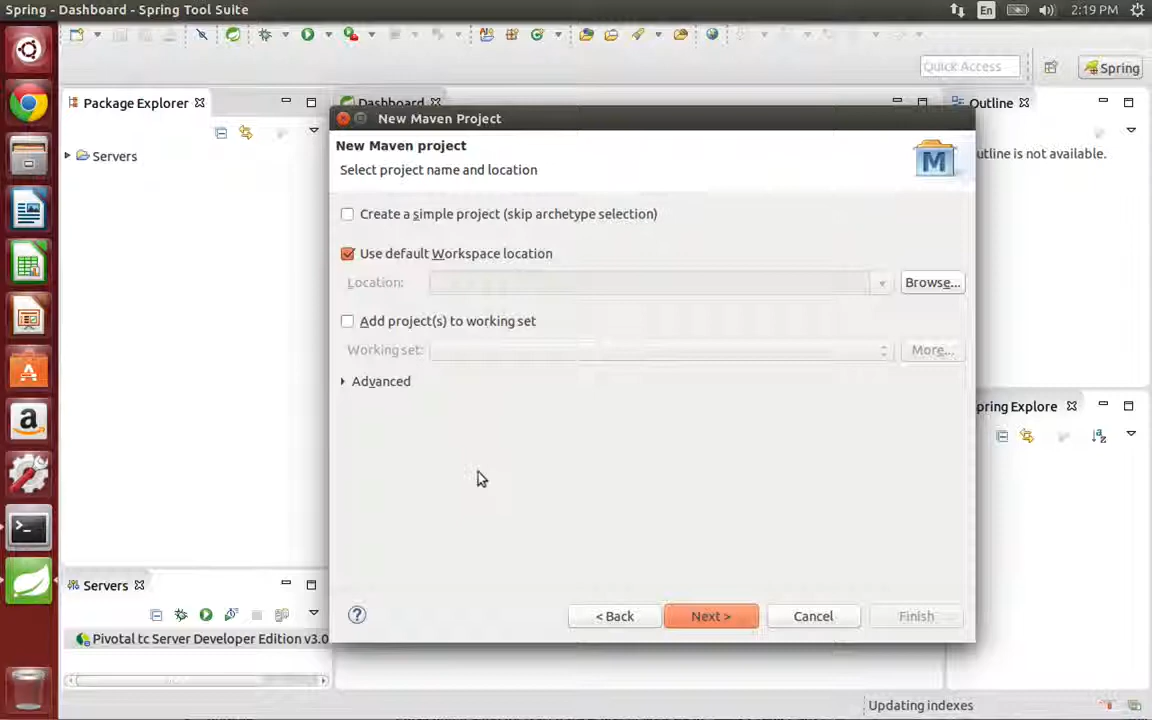 Spring - Dashboard - Spring Tool Suite
En
2:19 PM
Quick Access
Spring
Package Explorer
Dashboard
Outline
Servers
utline is not available.
New Maven Project
New Maven project
Select project name and location
M
Create a simple project (skip archetype selection)
Use default Workspace location
Location:
Browse...
Add project(s) to working set
Working set:
More...
Advanced
pring Explore
Servers
Pivotal tc Server Developer Edition v3.0
< Back
Next >
Cancel
Finish
Updating indexes